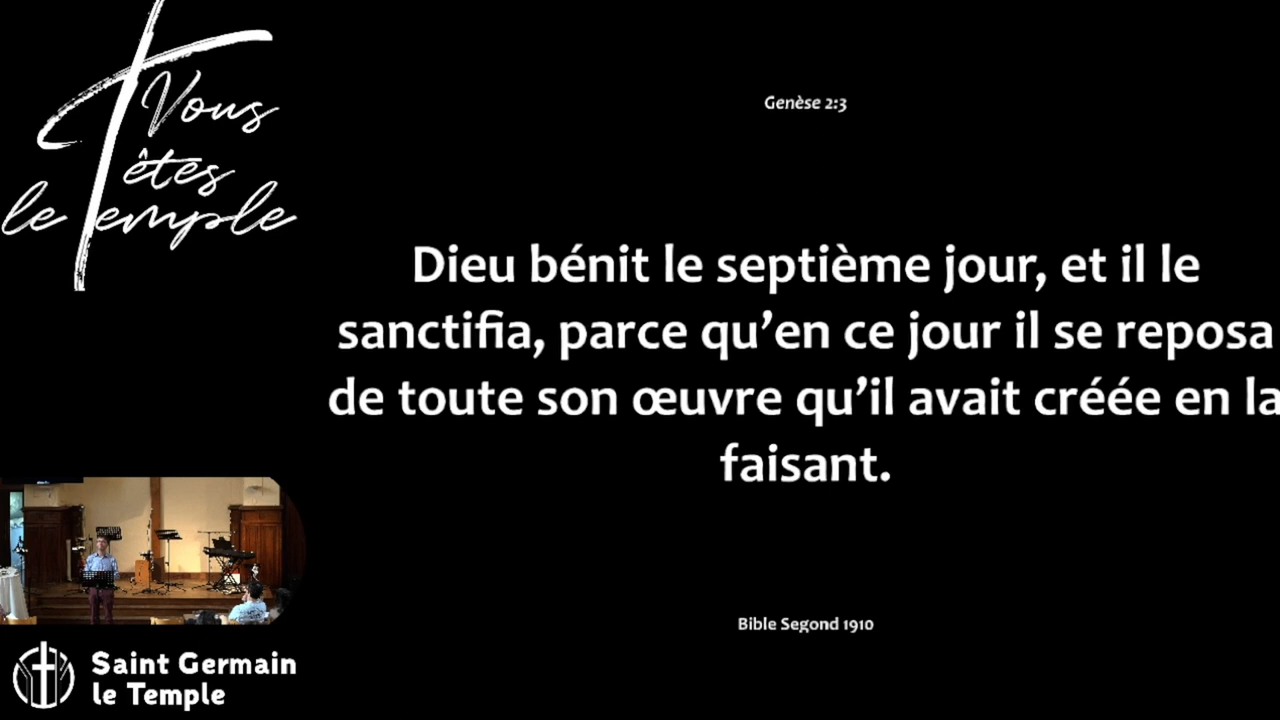 Vous
êtes
le Temple
Genèse 2:3
Dieu bénit le septième jour, et il le
sanctifia, parce qu’en ce jour il se reposa
de toute son œuvre qu’il avait créée en la
faisant.
Bible Segond 1910
Saint Germain
le Temple